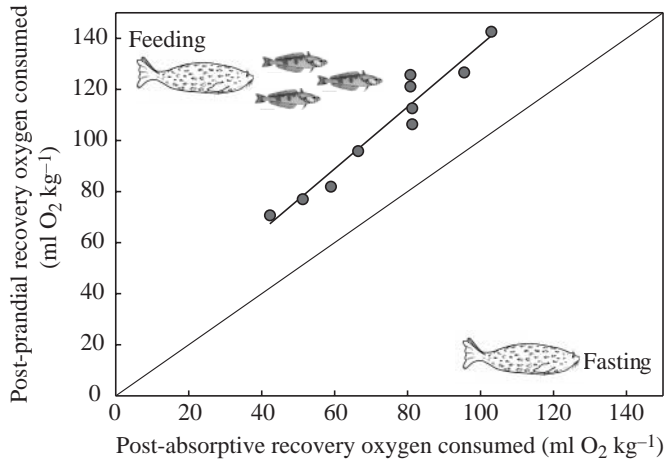 Post-prandial recovery oxygen consumed
(ml O₂ kg⁻¹)
140
120
100
80
60
40
20
0
Feeding
Fasting
0 20 40 60 80 100 120 140
Post-absorptive recovery oxygen consumed (ml O₂ kg⁻¹)